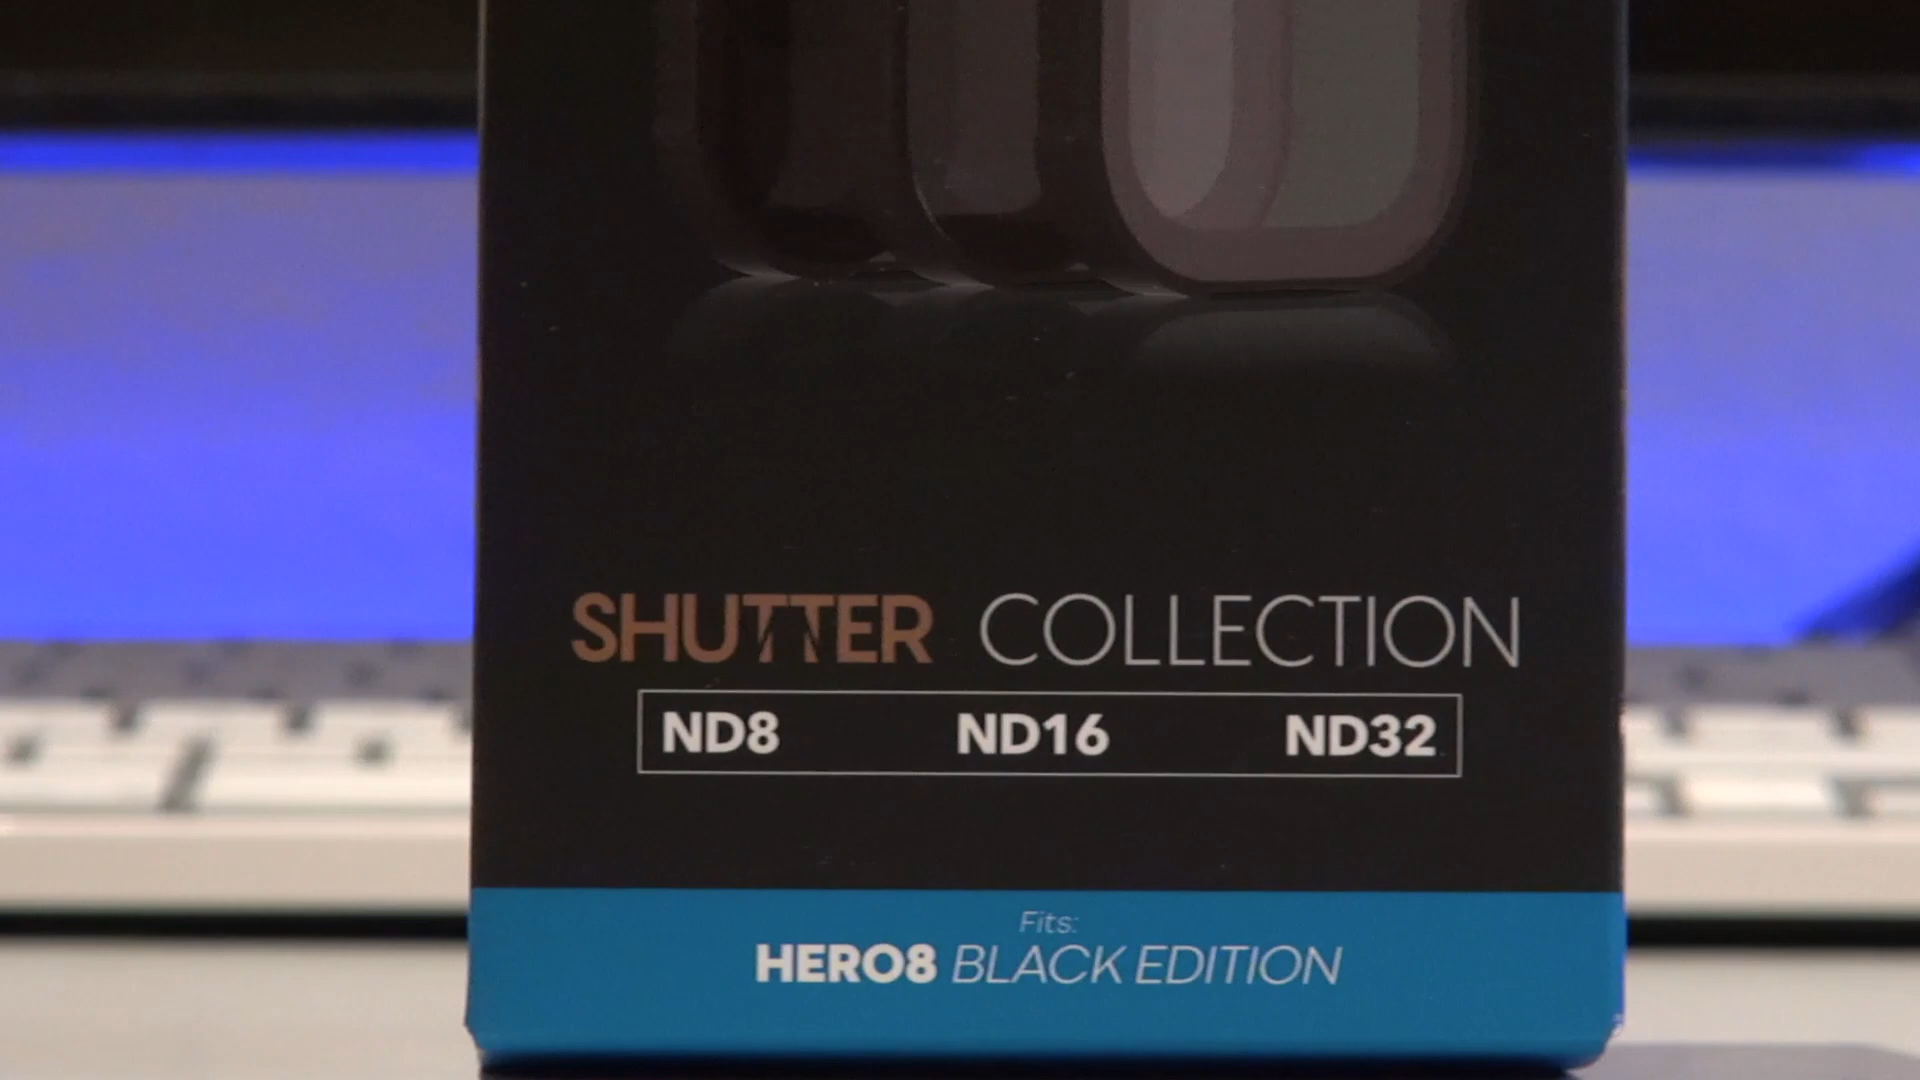 SHUTTER COLLECTION
ND8 ND16 ND32
Fits:
HERO8 BLACK EDITION